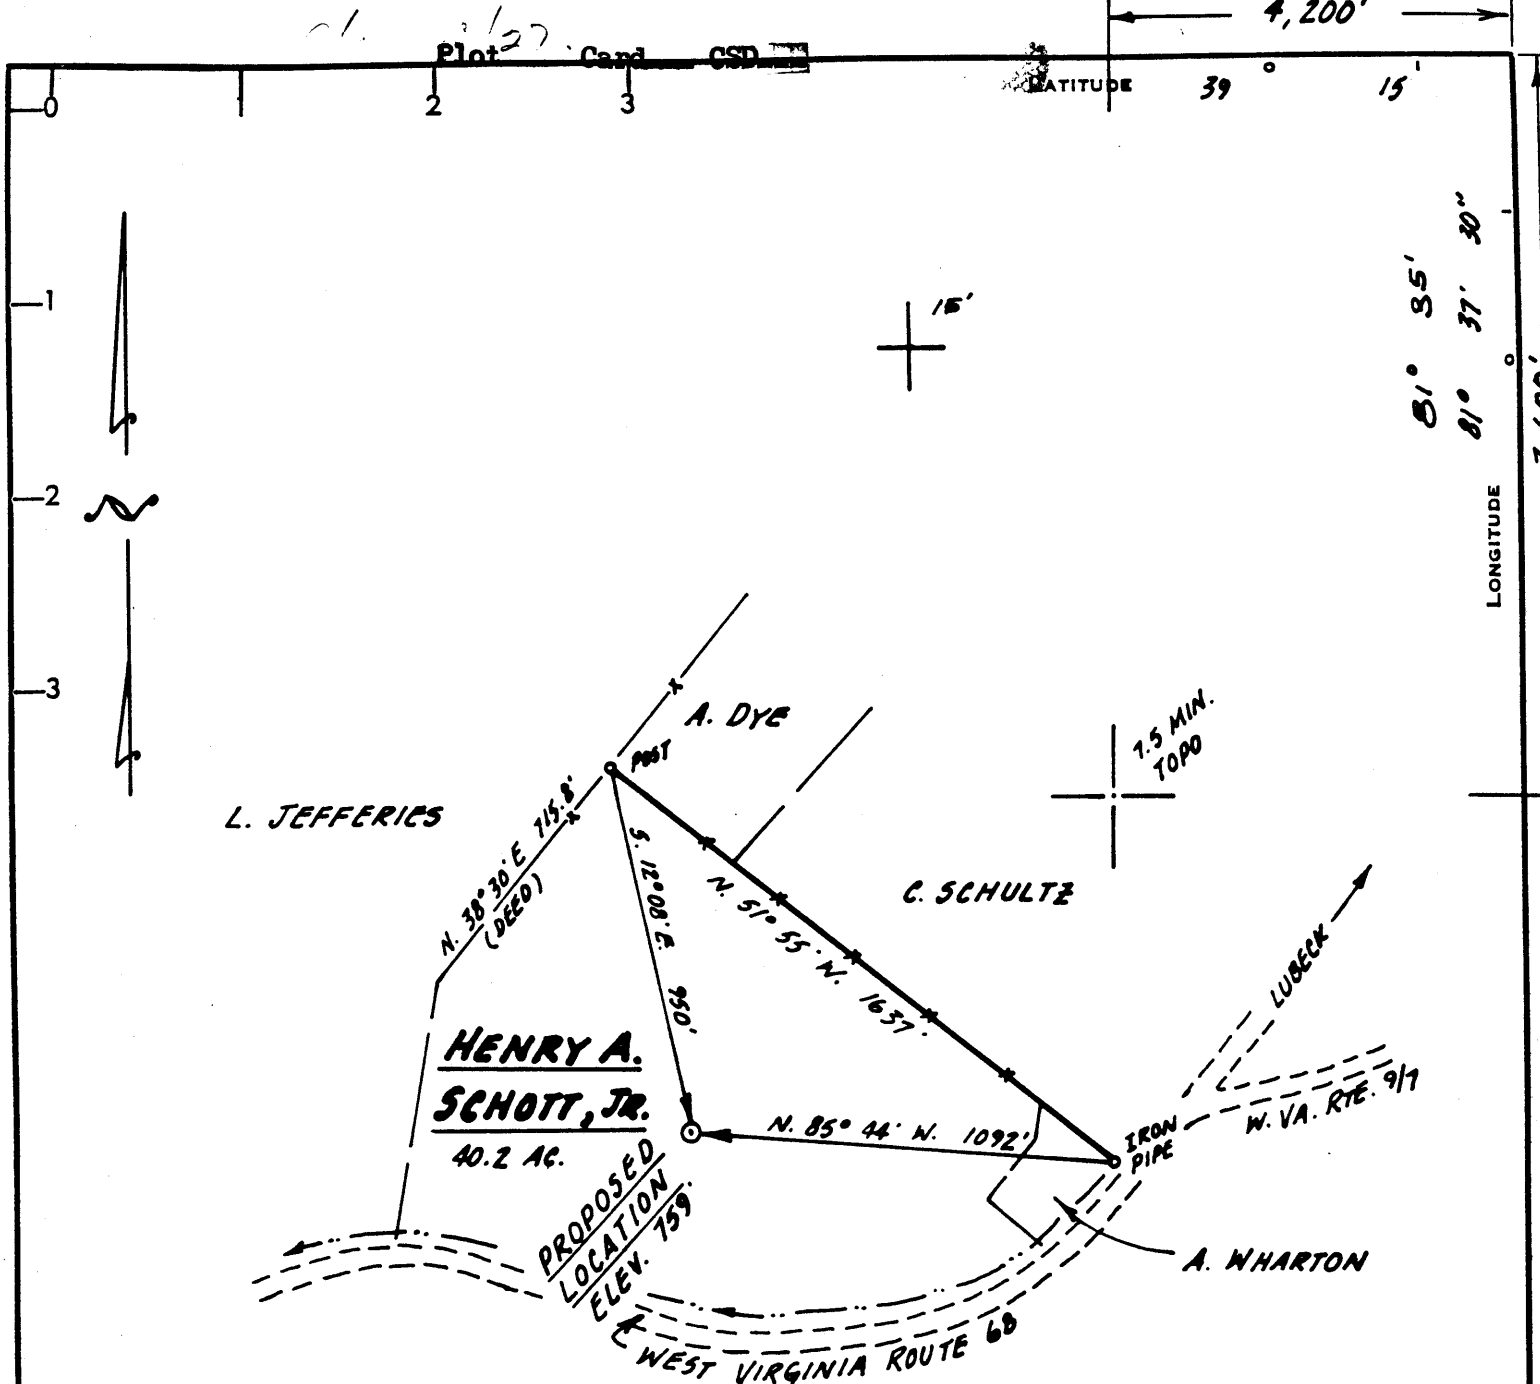 4,200'
Plot Card CSD
LATITUDE 39° 15'
0 1 2 3
1
2
3
81° 35'
81° 37' 30"
LONGITUDE
15'
N
A. DYE
POST
7.5 MIN.
TOPO
L. JEFFERIES
N. 38° 30' E 715.8'
(DEED)
S. 12° 08' E. 950'
N. 51° 55' W. 1637'
C. SCHULTZ
LUBECK
HENRY A.
SCHOTT, JR.
40.2 AC.
N. 85° 44' W. 1092'
IRON
PIPE
W. VA. RTE. 9/7
PROPOSED
LOCATION
ELEV. 759'
A. WHARTON
WEST VIRGINIA ROUTE 68